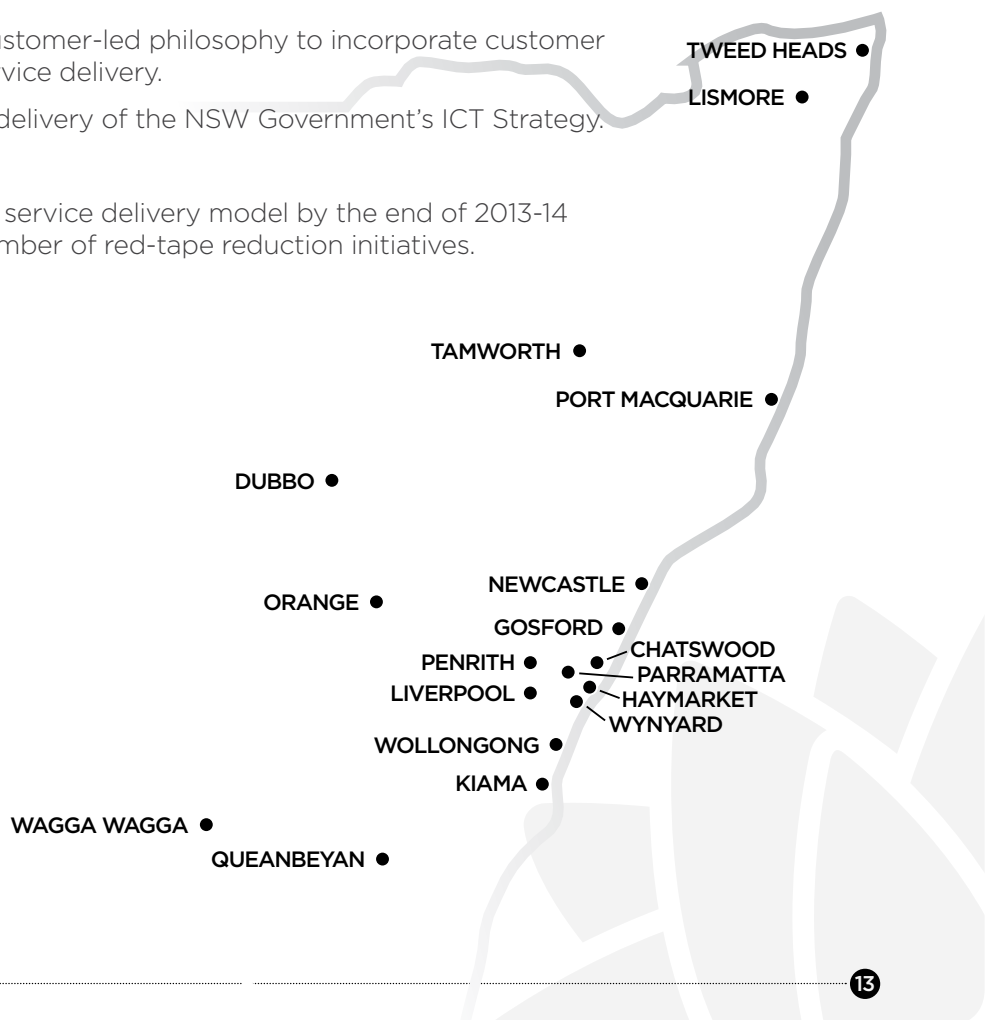 ustomer-led philosophy to incorporate customer
rvice delivery.
delivery of the NSW Government's ICT Strategy.
service delivery model by the end of 2013-14
mber of red-tape reduction initiatives.
TWEED HEADS
LISMORE
TAMWORTH
PORT MACQUARIE
DUBBO
NEWCASTLE
ORANGE
GOSFORD
CHATSWOOD
PENRITH
PARRAMATTA
LIVERPOOL
HAYMARKET
WYNYARD
WOLLONGONG
KIAMA
WAGGA WAGGA
QUEANBEYAN
13